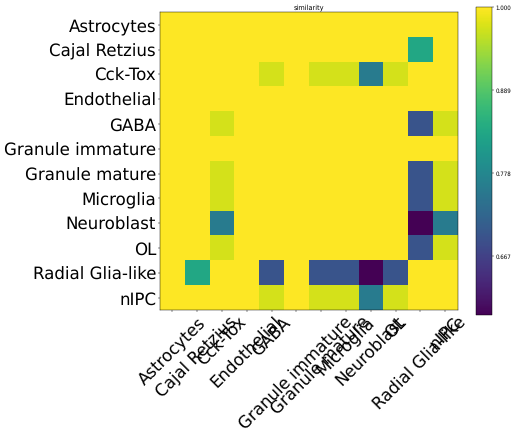 similarity
Astrocytes
Cajal Retzius
Cck-Tox
Endothelial
GABA
Granule immature
Granule mature
Microglia
Neuroblast
OL
Radial Glia-like
nIPC
Astrocytes
Cajal Retzius
Cck-Tox
Endothelial
GABA
Granule immature
Granule mature
Microglia
Neuroblast
OL
Radial Glia-like
nIPC
1.000
0.889
0.778
0.667